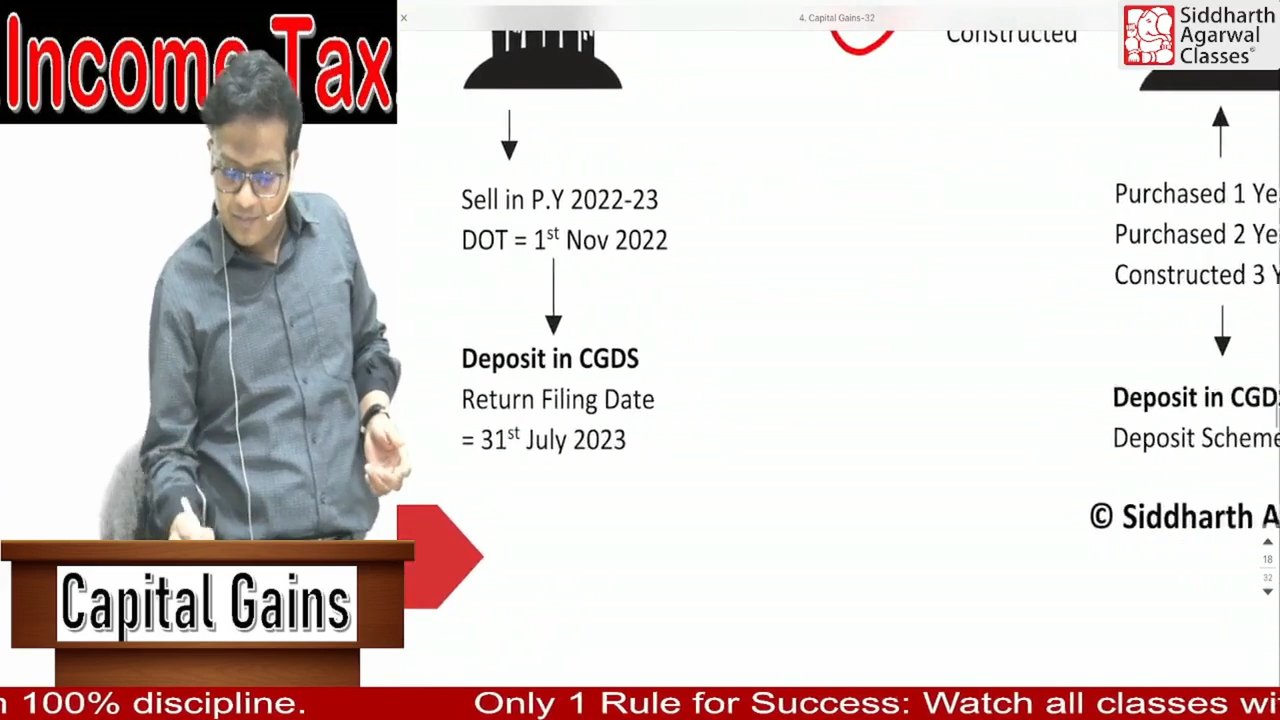 Income Tax
4. Capital Gains-32
Constructed
Siddharth
Agarwal
Classes
Sell in P.Y 2022-23
DOT = 1st Nov 2022
Deposit in CGDS
Return Filing Date
= 31st July 2023
Purchased 1 Ye
Purchased 2 Ye
Constructed 3 Y
Deposit in CGD
Deposit Scheme
© Siddharth A
18
32
Capital Gains
100% discipline. Only 1 Rule for Success: Watch all classes wi